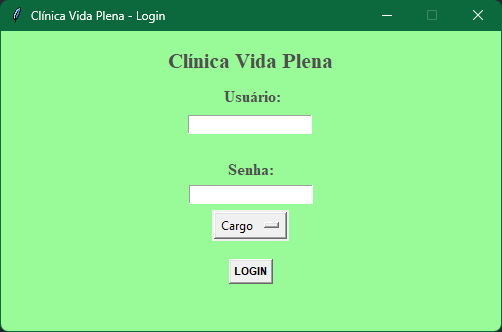 Clínica Vida Plena - Login
Clínica Vida Plena
Usuário:
Senha:
Cargo
LOGIN